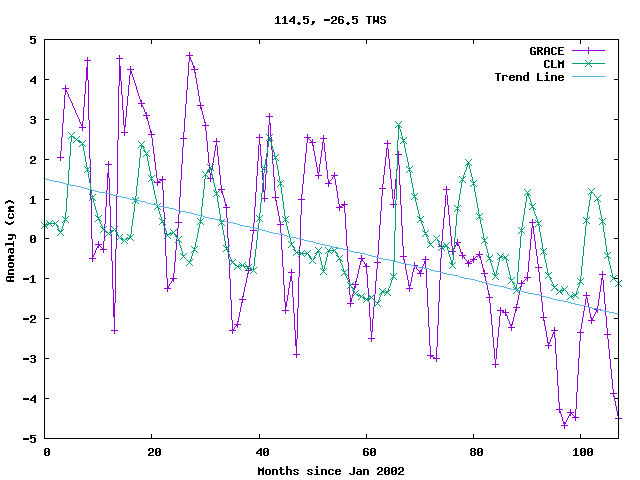 114.5, -26.5 TWS
GRACE
CLM
Trend Line
5
4
3
2
1
0
-1
-2
-3
-4
-5
Anomaly (cm)
0 20 40 60 80 100
Months since Jan 2002